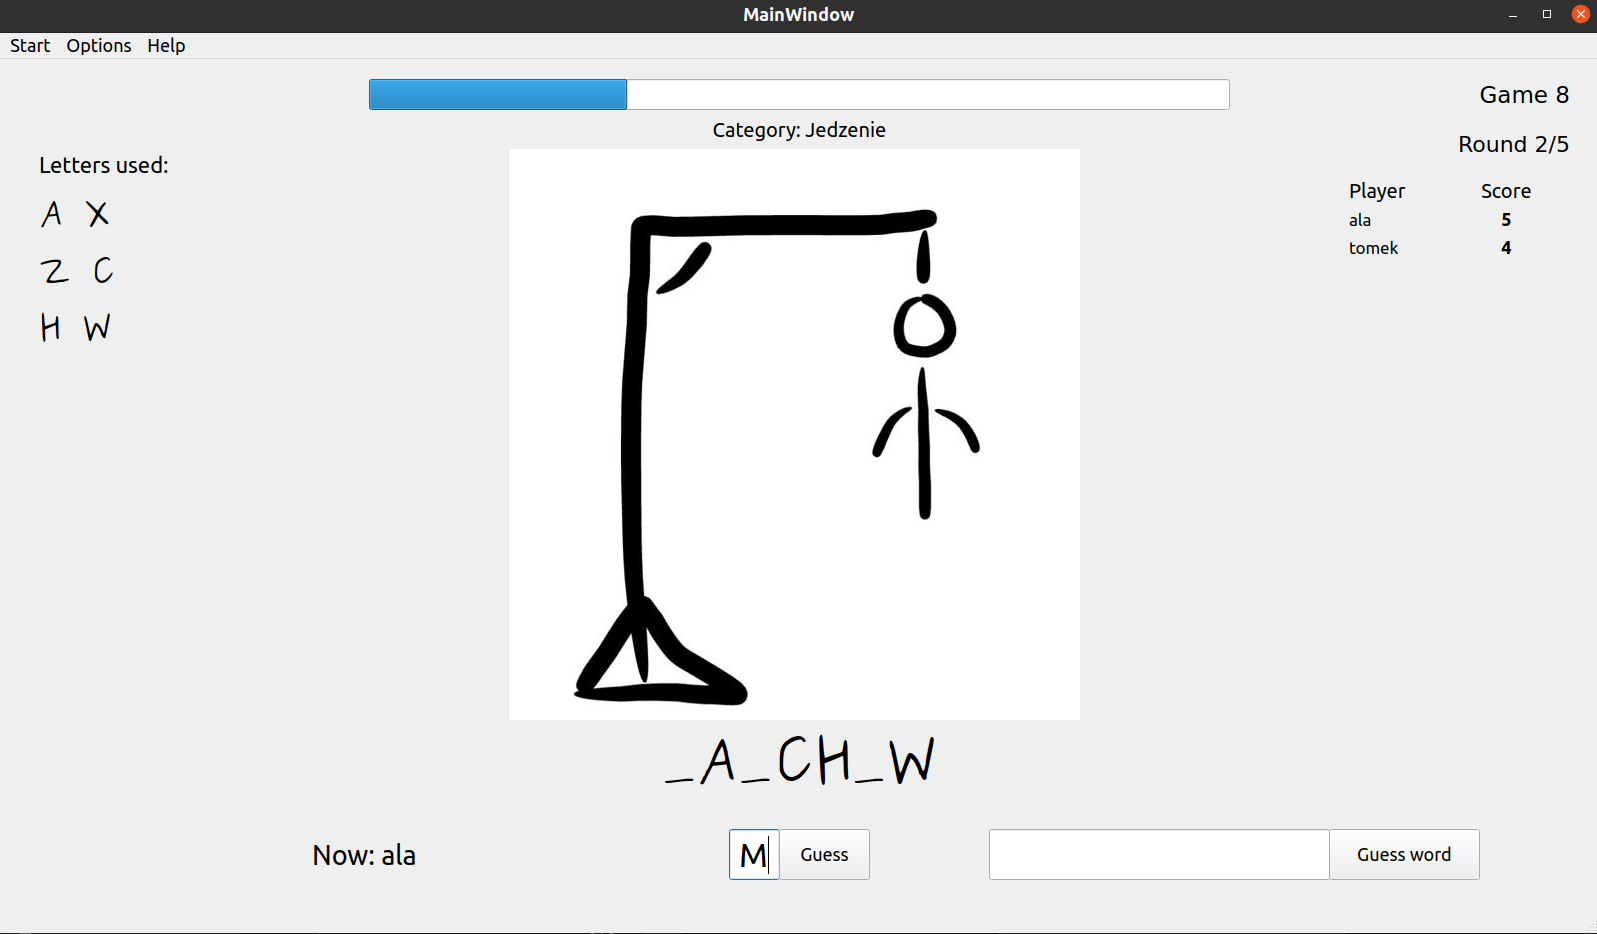 MainWindow
Start Options Help
Game 8
Category: Jedzenie
Round 2/5
Letters used:
A X
Z C
H W
Player Score
ala 5
tomek 4
_A_CH_W
Now: ala
M Guess
Guess word